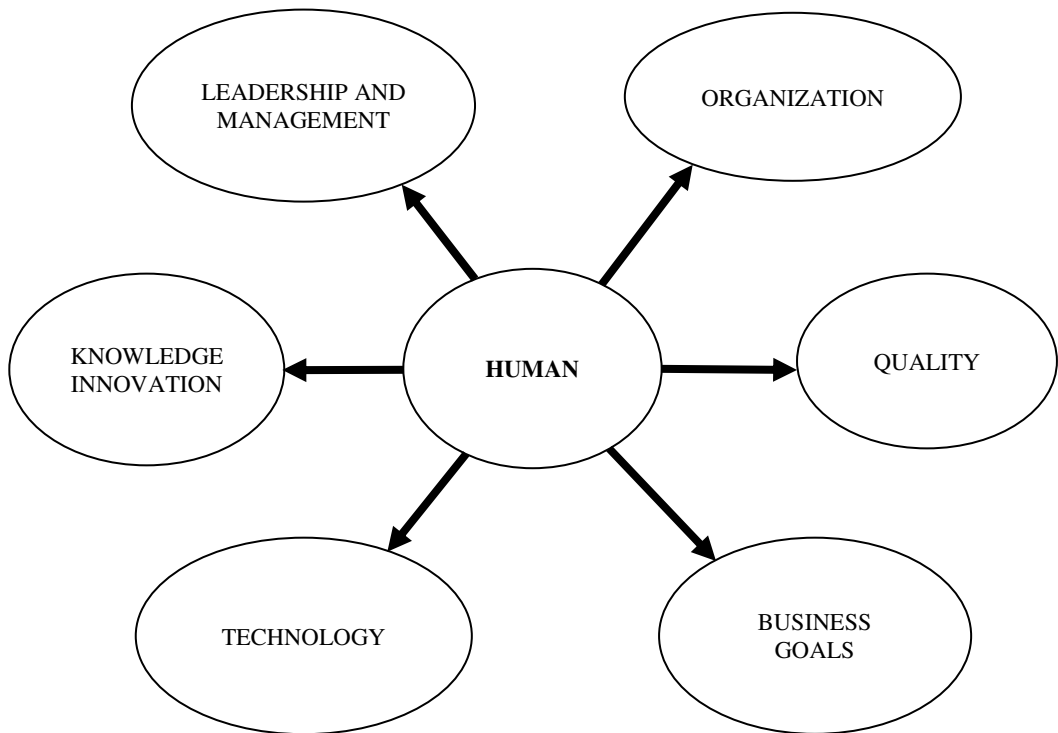 LEADERSHIP AND
MANAGEMENT
ORGANIZATION
KNOWLEDGE
INNOVATION
HUMAN
QUALITY
TECHNOLOGY
BUSINESS
GOALS